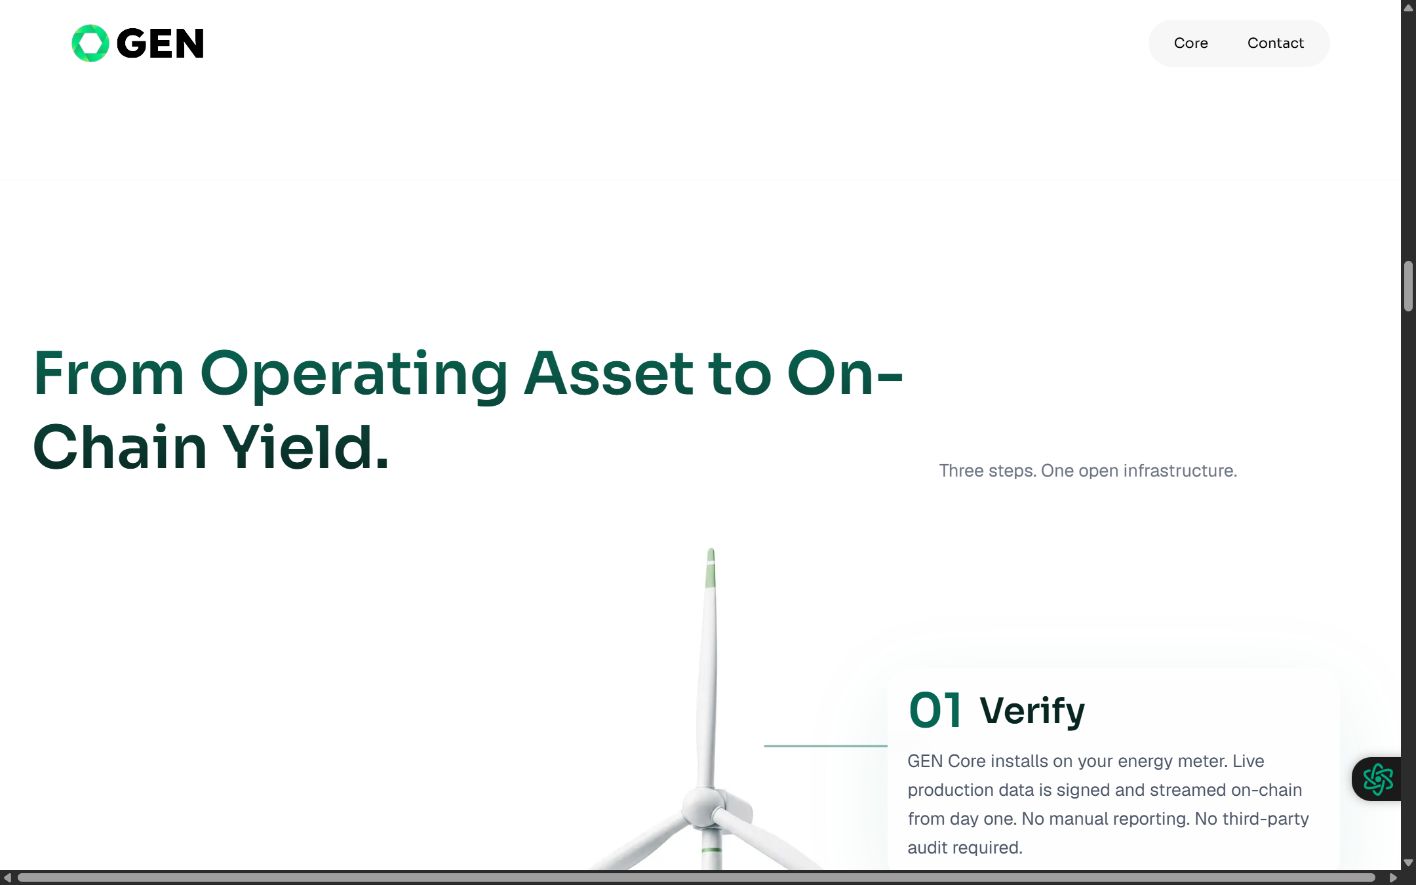 GEN
Core
Contact
From Operating Asset to On-
Chain Yield.
Three steps. One open infrastructure.
01 Verify
GEN Core installs on your energy meter. Live
production data is signed and streamed on-chain
from day one. No manual reporting. No third-party
audit required.